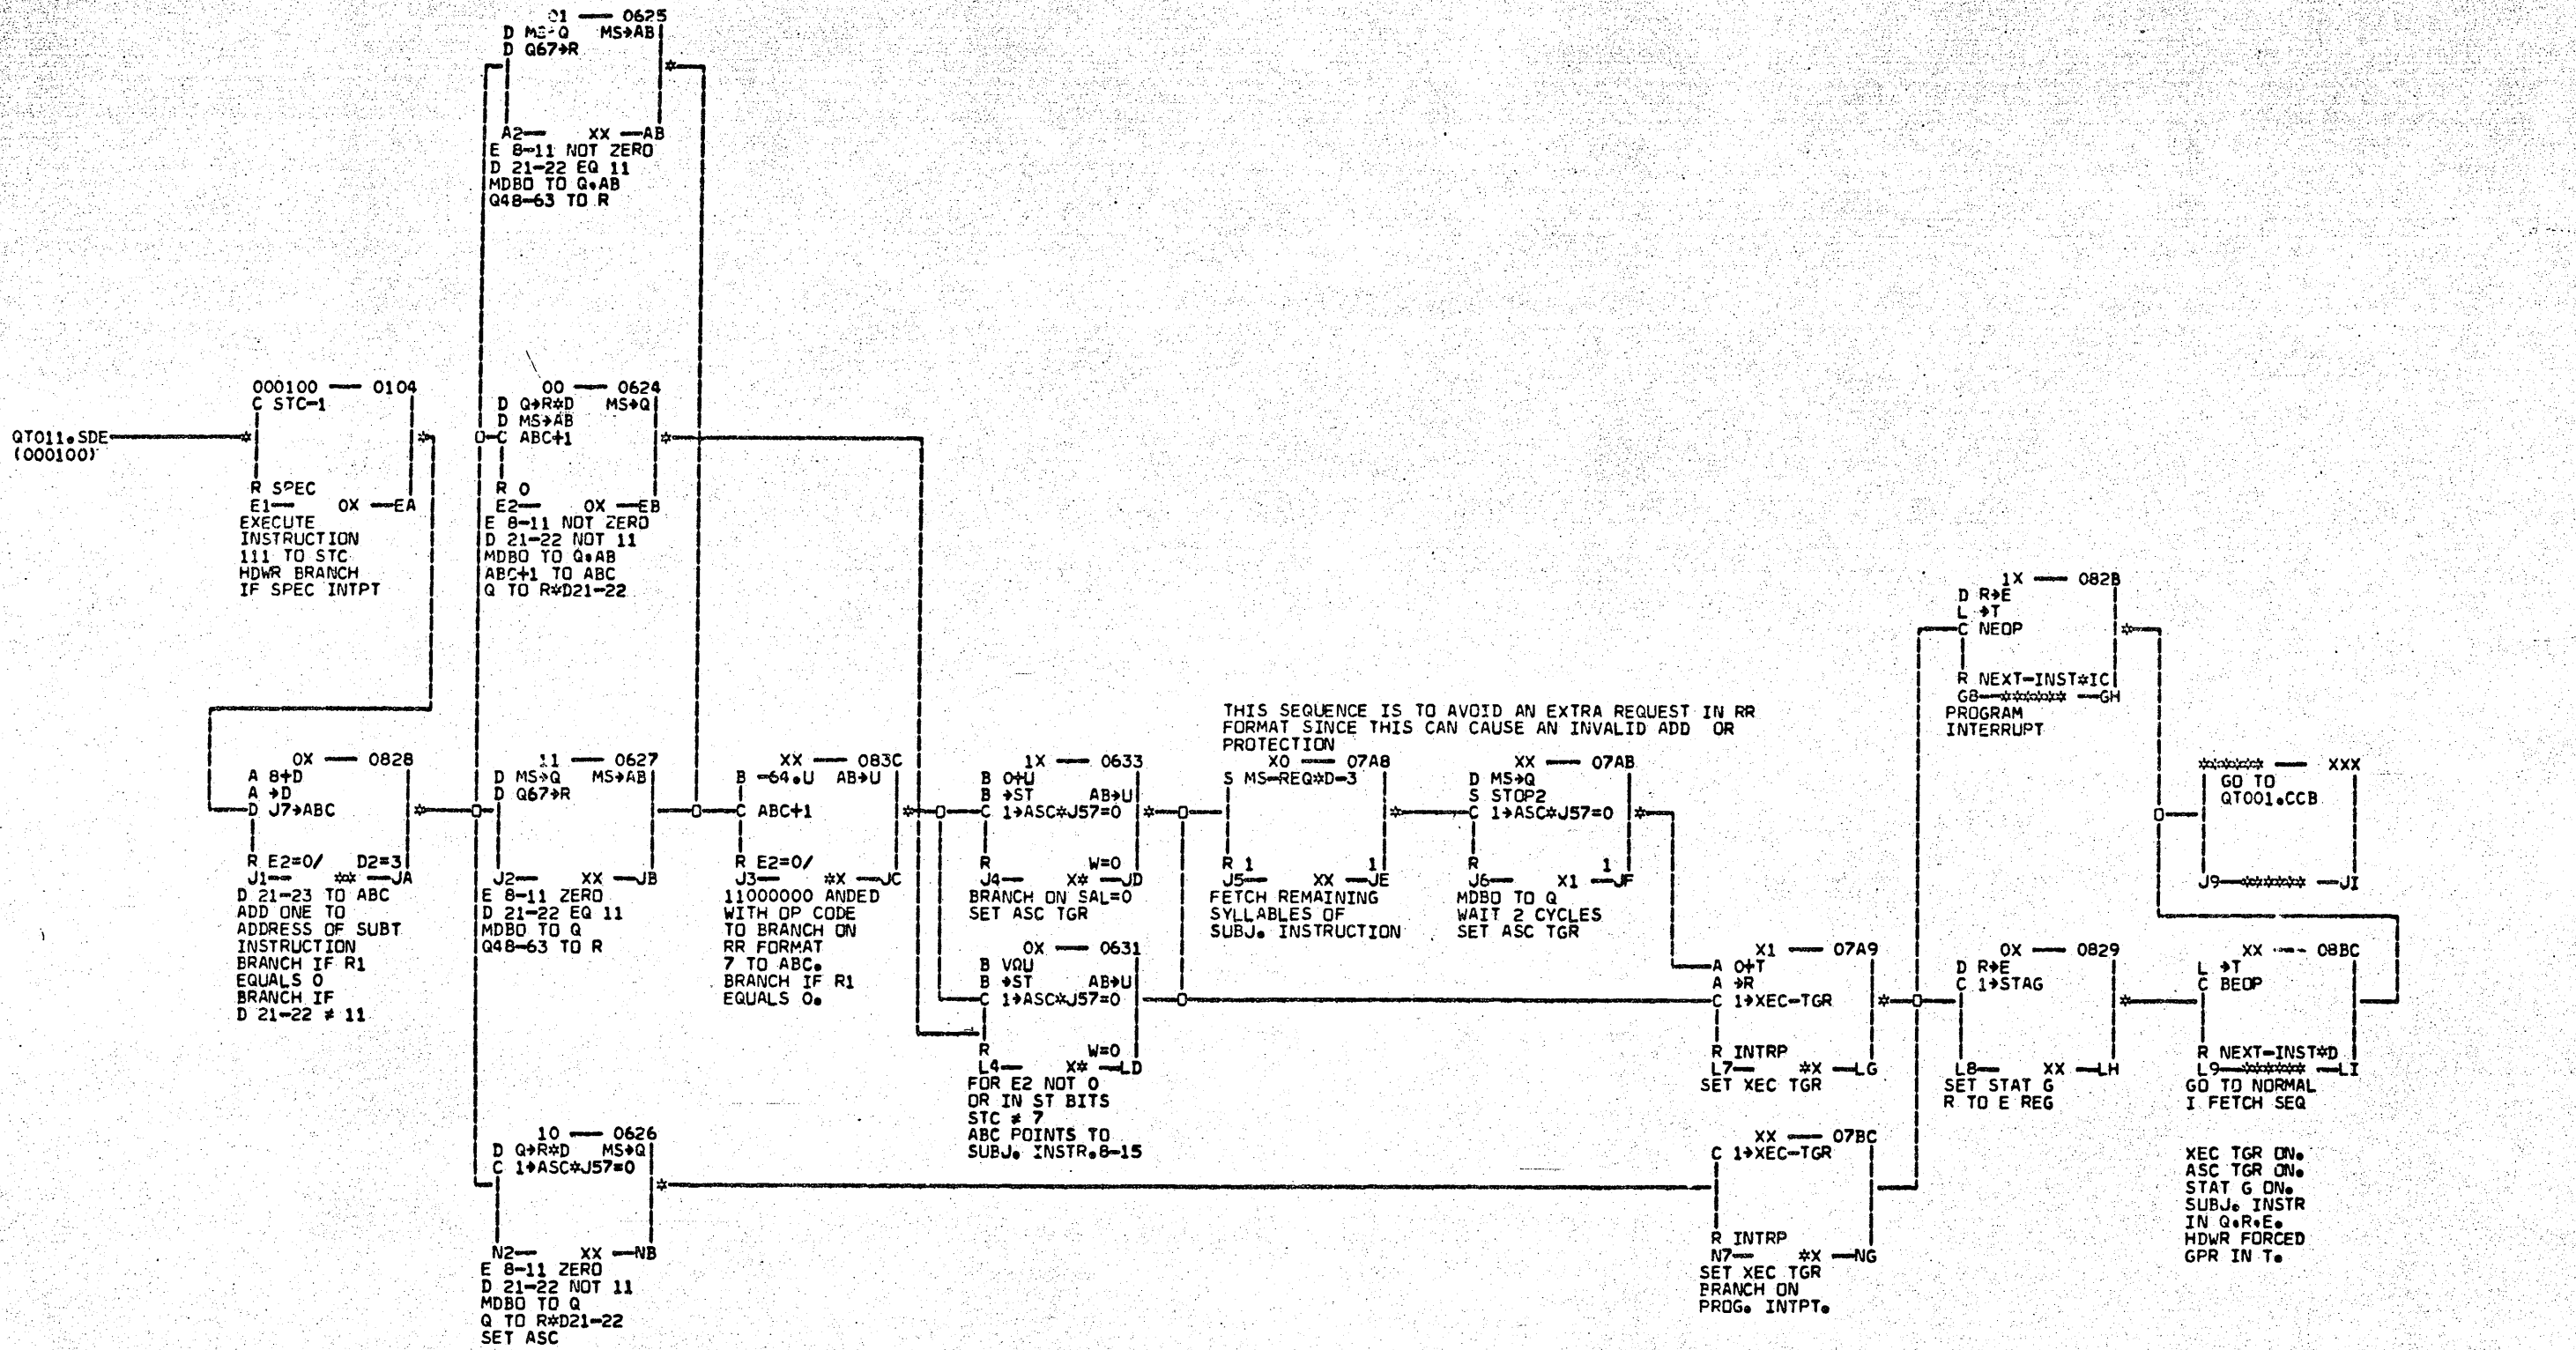 01 — 0625
D MS→Q MS→AB
D Q67→R
A2— XX —AB
E 8-11 NOT ZERO
D 21-22 EQ 11
MDBO TO Q.AB
Q48-63 TO R
QT011.SDE
(000100)
000100 — 0104
C STC-1
R SPEC
E1— 0X —EA
EXECUTE
INSTRUCTION
111 TO STC
HDWR BRANCH
IF SPEC INTPT
00 — 0624
D Q→R*D MS→Q
D MS→AB
C ABC+1
R 0
E2— 0X —EB
E 8-11 NOT ZERO
D 21-22 NOT 11
MDBO TO Q.AB
ABC+1 TO ABC
Q TO R*D21-22
1X — 082B
D R→E
L →T
C NEOP
R NEXT-INST*IC
G8—******—GH
PROGRAM
INTERRUPT
0X — 0828
A 8+D
A →D
D J7→ABC
R E2=0/ D2=3
J1— ** —JA
D 21-23 TO ABC
ADD ONE TO
ADDRESS OF SUBT
INSTRUCTION
BRANCH IF R1
EQUALS 0
BRANCH IF
D 21-22 ≠ 11
11 — 0627
D MS→Q MS→AB
D Q67→R
J2— XX —JB
E 8-11 ZERO
D 21-22 EQ 11
MDBO TO Q
Q48-63 TO R
XX — 083C
B -64.U AB→U
C ABC+1
R E2=0/
J3— *X —JC
11000000 ANDED
WITH OP CODE
TO BRANCH ON
RR FORMAT
7 TO ABC.
BRANCH IF R1
EQUALS 0.
1X — 0633
B 0+U
B →ST AB→U
C 1→ASC*J57=0
R W=0
J4— X* —JD
BRANCH ON SAL=0
SET ASC TGR
THIS SEQUENCE IS TO AVOID AN EXTRA REQUEST IN RR
FORMAT SINCE THIS CAN CAUSE AN INVALID ADD OR
PROTECTION
X0 — 07A8
S MS-REQ*D-3
R 1 1
J5— XX —JE
FETCH REMAINING
SYLLABLES OF
SUBJ. INSTRUCTION
XX — 07AB
D MS→Q
S STOP2
C 1→ASC*J57=0
R 1
J6— X1 —JF
MDBO TO Q
WAIT 2 CYCLES
SET ASC TGR
****** — XXX
GO TO
QT001.CCB
J9—******—JI
0X — 0631
B VΩU
B →ST AB→U
C 1→ASC*J57=0
R W=0
L4— X* —LD
FOR E2 NOT 0
OR IN ST BITS
STC ≠ 7
ABC POINTS TO
SUBJ. INSTR.8-15
X1 — 07A9
A 0+T
A →R
C 1→XEC-TGR
R INTRP
L7— *X —LG
SET XEC TGR
0X — 0829
D R→E
C 1→STAG
L8— XX —LH
SET STAT G
R TO E REG
XX — 08BC
L →T
C BEOP
R NEXT-INST*D
L9—******—LI
GO TO NORMAL
I FETCH SEQ
10 — 0626
D Q→R*D MS→Q
C 1→ASC*J57=0
N2— XX —NB
E 8-11 ZERO
D 21-22 NOT 11
MDBO TO Q
Q TO R*D21-22
SET ASC
XX — 07BC
C 1→XEC-TGR
R INTRP
N7— *X —NG
SET XEC TGR
BRANCH ON
PROG. INTPT.
XEC TGR ON.
ASC TGR ON.
STAT G ON.
SUBJ. INSTR
IN Q.R.E.
HDWR FORCED
GPR IN T.